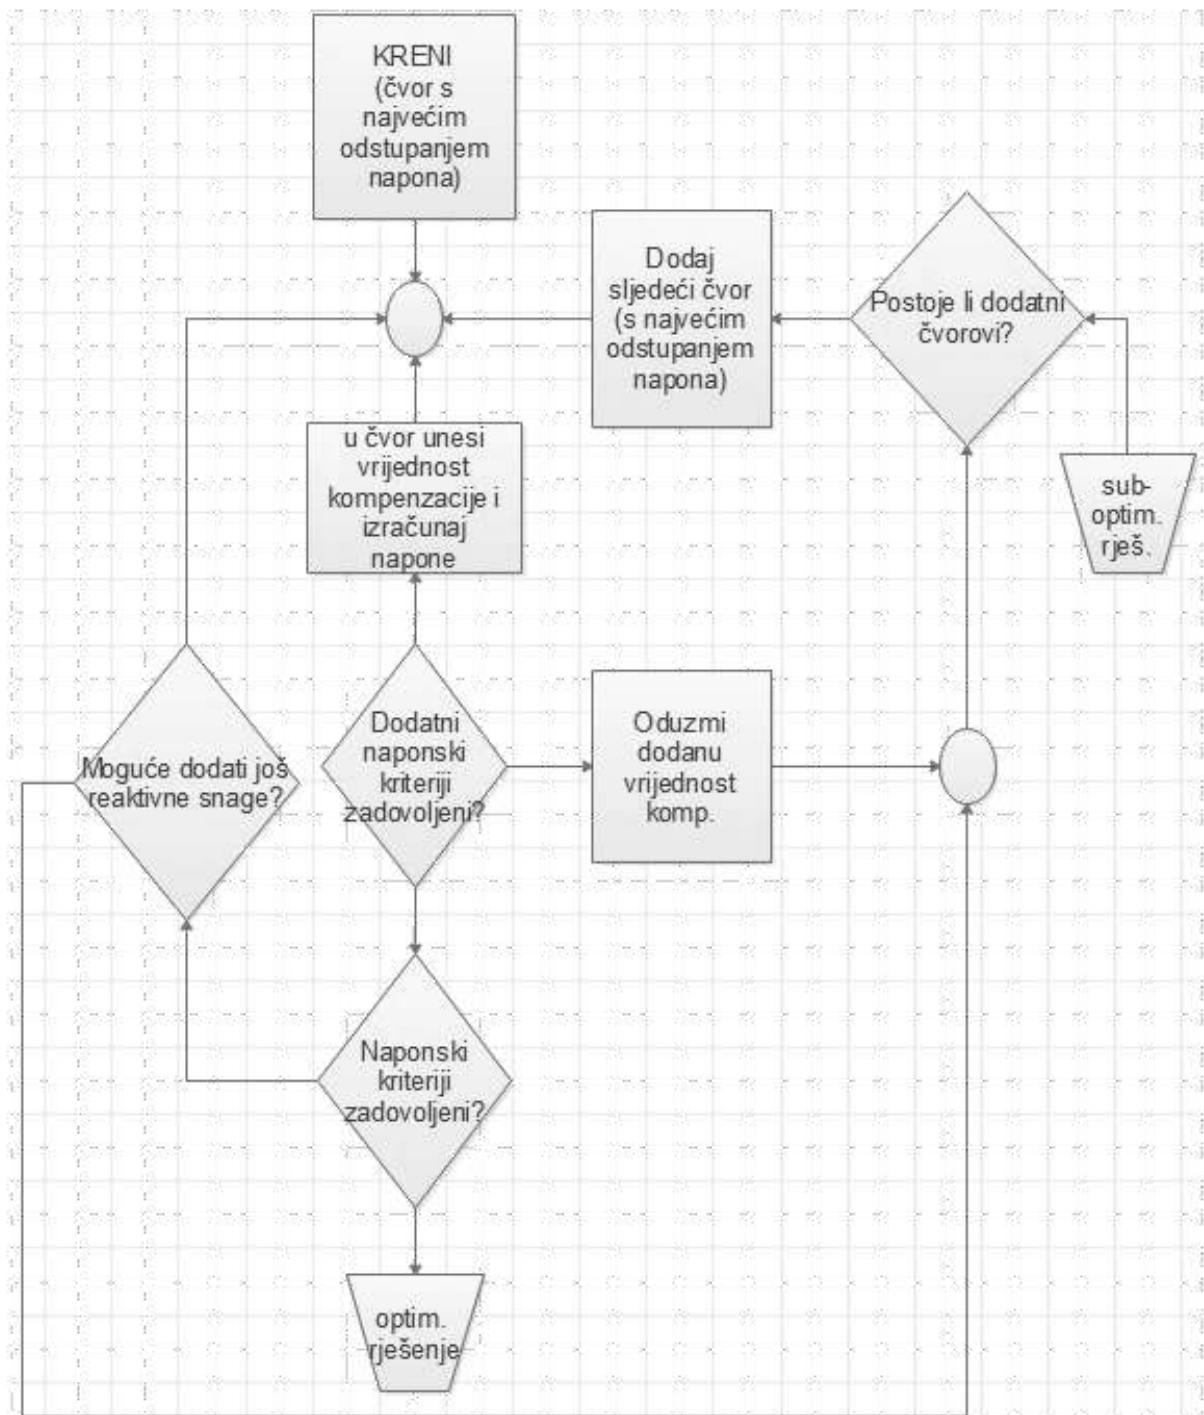 KRENI
(čvor s
najvećim
odstupanjem
napona)
Dodaj
sljedeći čvor
(s najvećim
odstupanjem
napona)
Postoje li dodatni
čvorovi?
u čvor unesi
vrijednost
kompenzacije i
izračunaj
napone
sub-
optim.
rješ.
Moguće dodati još
reaktivne snage?
Dodatni
naponski
kriteriji
zadovoljeni?
Oduzmi
dodanu
vrijednost
komp.
Naponski
kriteriji
zadovoljeni?
optim.
rješenje